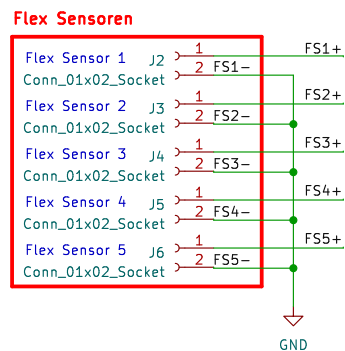 Flex Sensoren
Flex Sensor 1 J2 1 FS1+
Conn_01x02_Socket 2 FS1-
Flex Sensor 2 J3 1 FS2+
Conn_01x02_Socket 2 FS2-
Flex Sensor 3 J4 1 FS3+
Conn_01x02_Socket 2 FS3-
Flex Sensor 4 J5 1 FS4+
Conn_01x02_Socket 2 FS4-
Flex Sensor 5 J6 1 FS5+
Conn_01x02_Socket 2 FS5-
GND